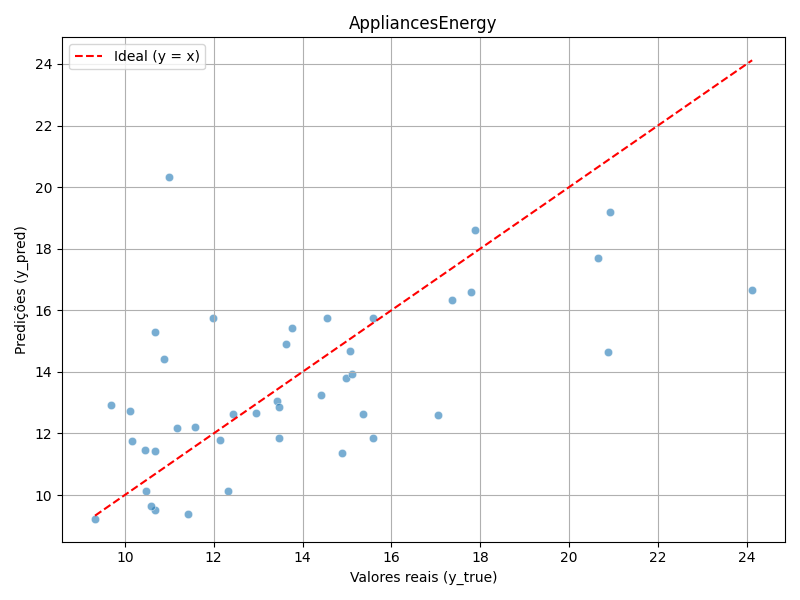 AppliancesEnergy
Ideal (y = x)
24
22
20
18
16
14
12
10
Predições (y_pred)
10 12 14 16 18 20 22 24
Valores reais (y_true)